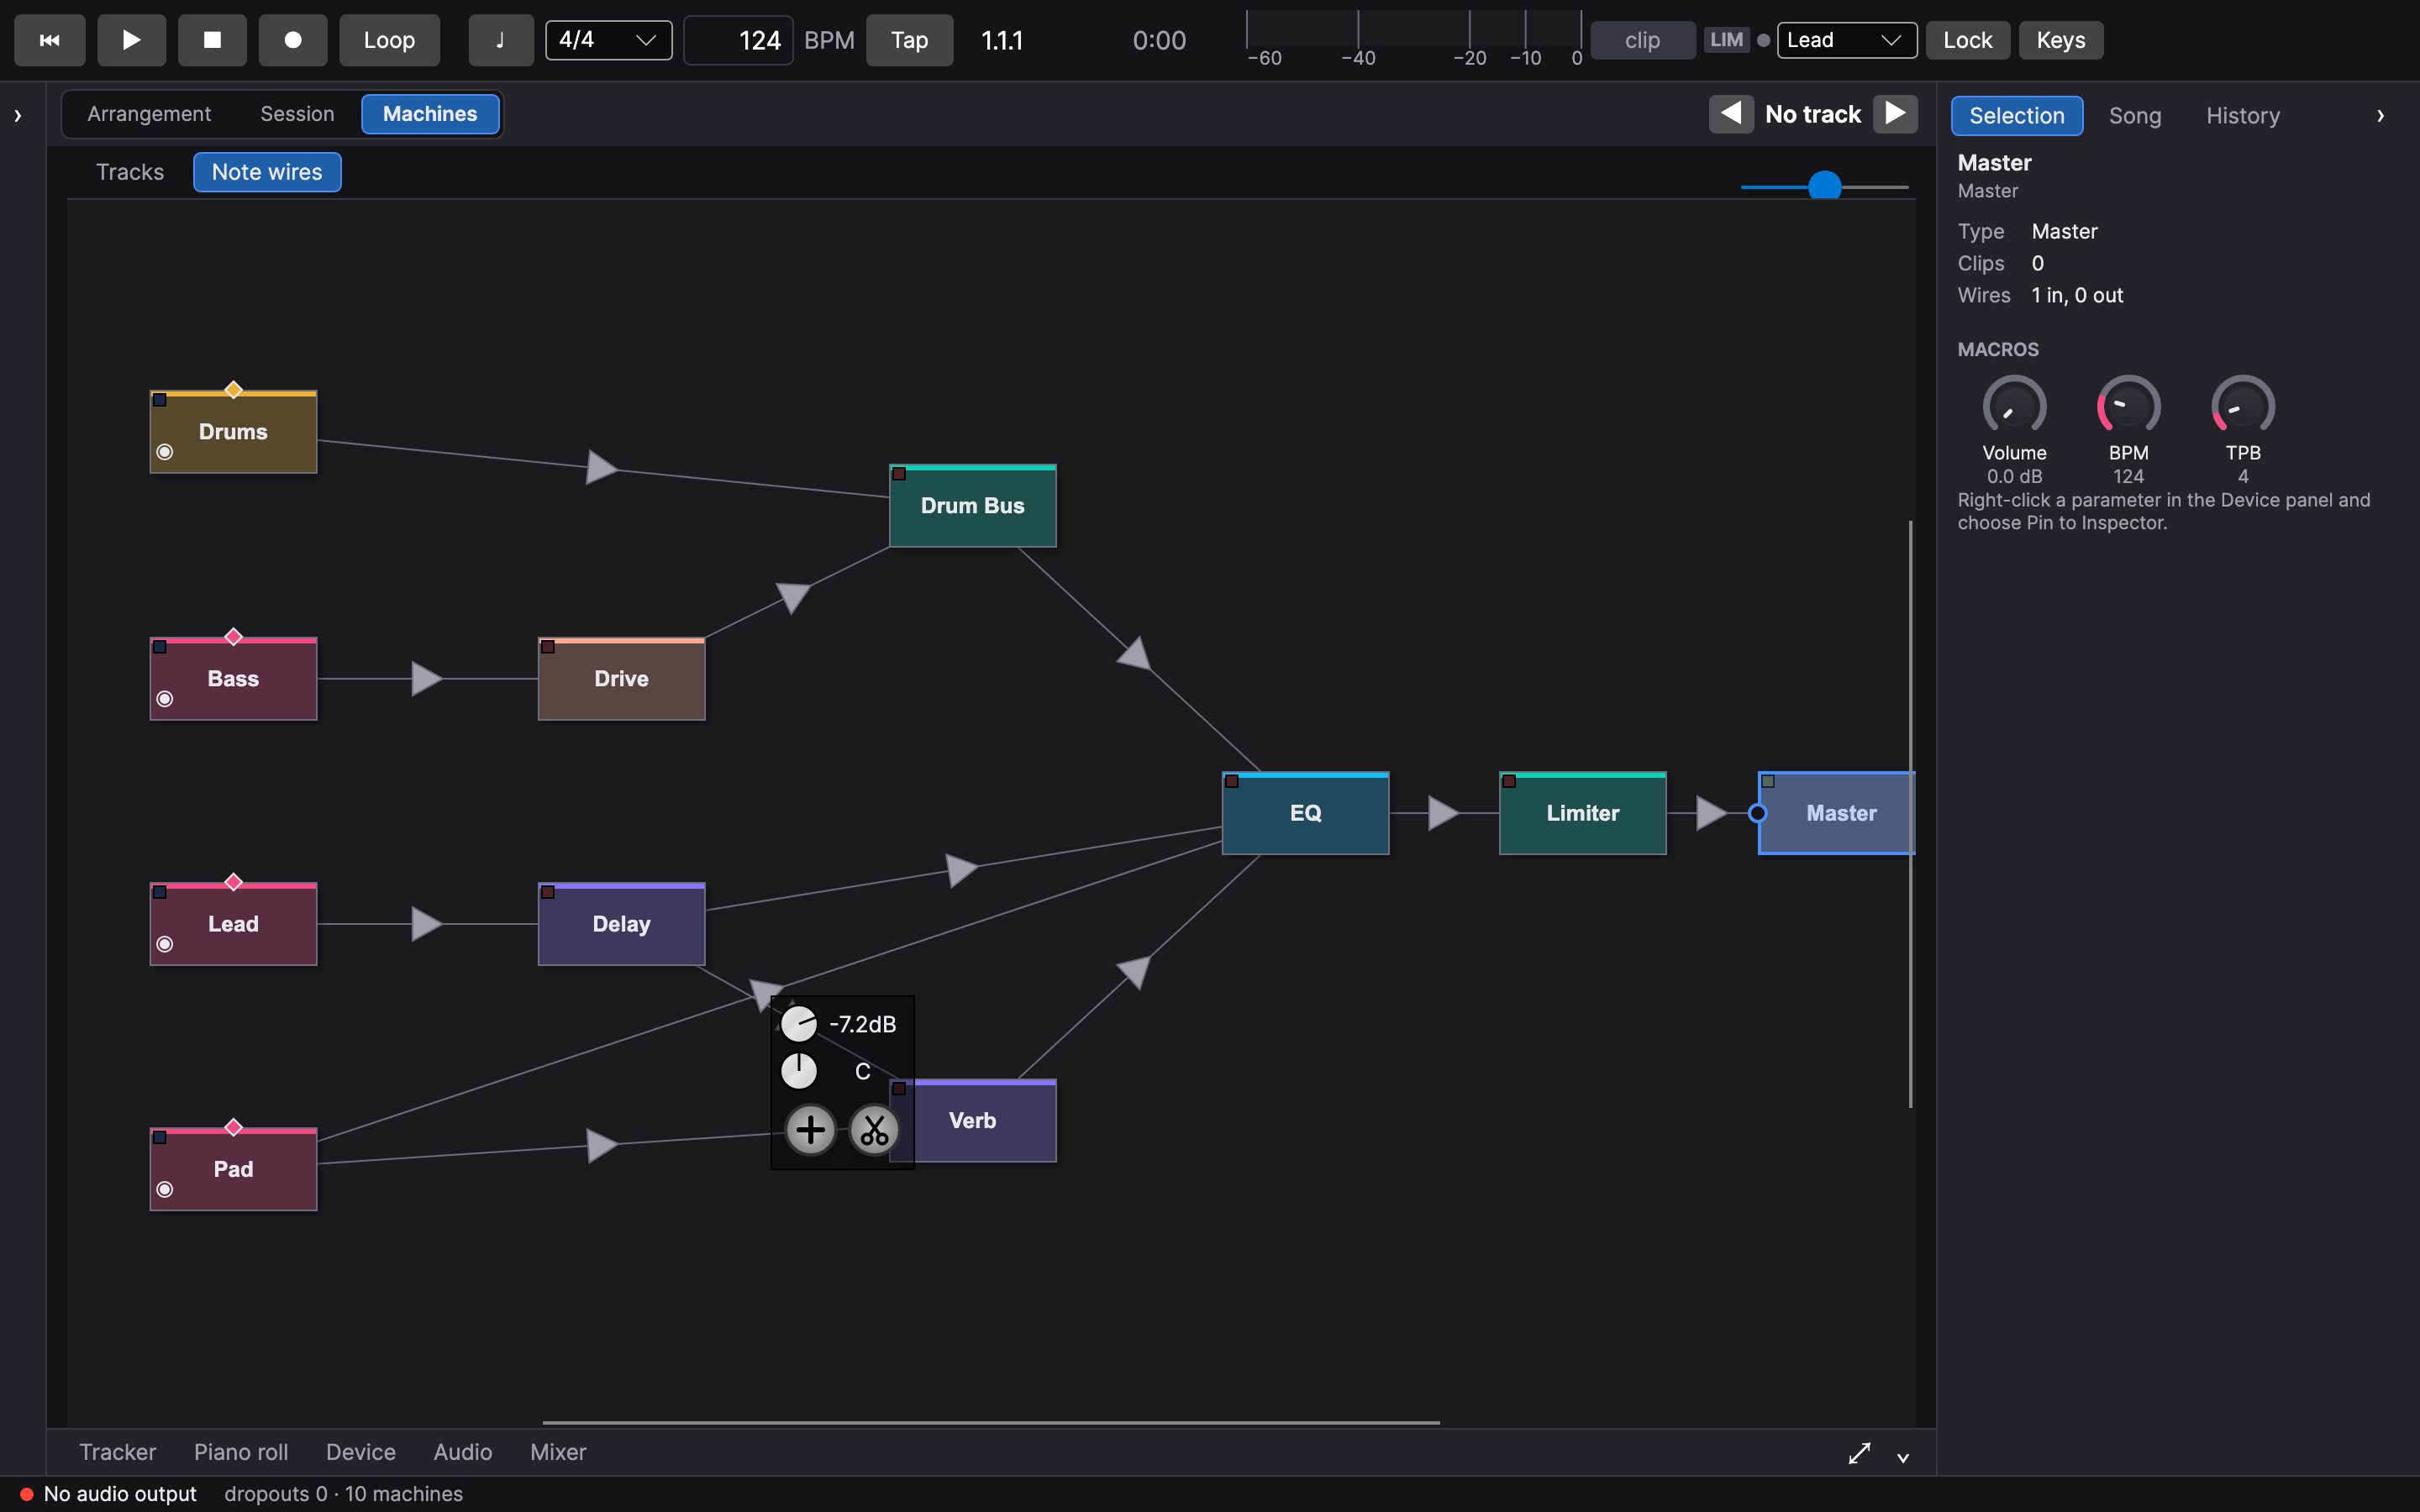 Loop
4/4
124 BPM
Tap
1.1.1
0:00
−60 −40 −20 −10 0
clip
LIM
Lead
Lock
Keys
Arrangement Session Machines
No track
Selection Song History
Tracks Note wires
Master
Master
Type Master
Clips 0
Wires 1 in, 0 out
MACROS
Volume BPM TPB
0.0 dB 124 4
Right-click a parameter in the Device panel and
choose Pin to Inspector.
Drums
Drum Bus
Bass
Drive
EQ
Limiter
Master
Lead
Delay
-7.2dB
C
Verb
Pad
Tracker Piano roll Device Audio Mixer
No audio output dropouts 0 · 10 machines